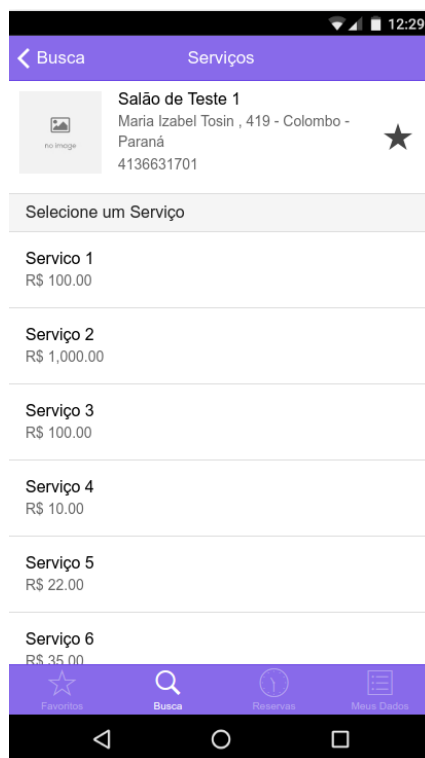 12:29
Busca
Serviços
no image
Salão de Teste 1
Maria Izabel Tosin , 419 - Colombo -
Paraná
4136631701
Selecione um Serviço
Servico 1
R$ 100.00
Serviço 2
R$ 1,000.00
Serviço 3
R$ 100.00
Serviço 4
R$ 10.00
Serviço 5
R$ 22.00
Serviço 6
R$ 35.00
Favoritos
Busca
Reservas
Meus Dados